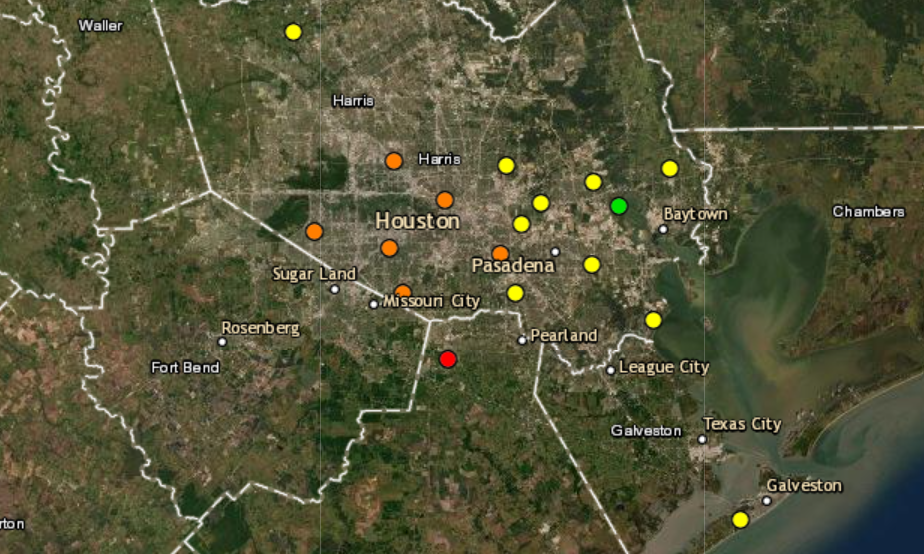 Waller
Harris
Harris
Houston
Baytown
Chambers
Pasadena
Sugar Land
Missouri City
Rosenberg
Pearland
Fort Bend
League City
Texas City
Galveston
Galveston
rton